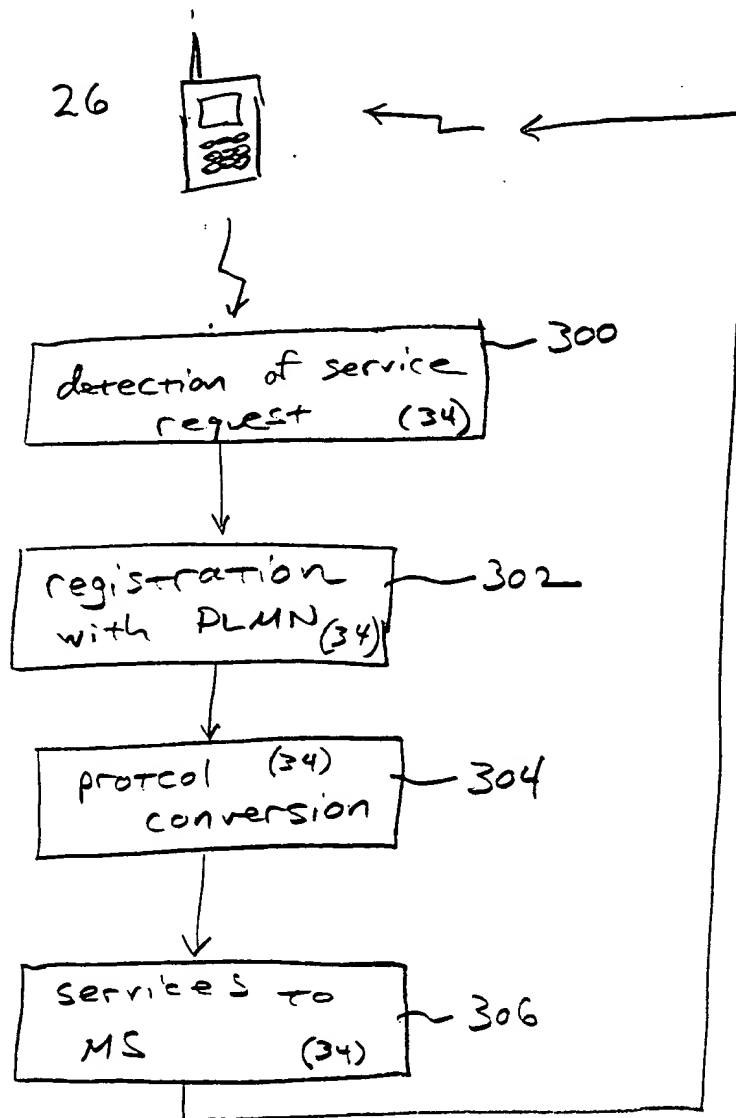 26
300
detection of service
request (34)
302
registration
with PLMN (34)
304
protcol (34)
conversion
306
services to
MS (34)